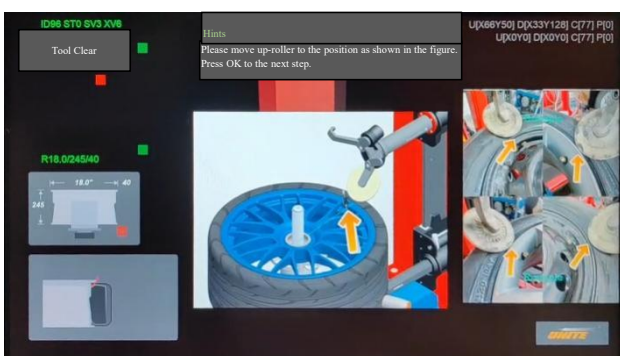 ID96 ST0 SV3 XV6
Tool Clear
Hints
Please move up-roller to the position as shown in the figure.
Press OK to the next step.
U[X66Y50] D[X33Y128] C[77] P[0]
U[X0Y0] D[X0Y0] C[77] P[0]
R18.0/245/40
18.0"
40
245
UNITE